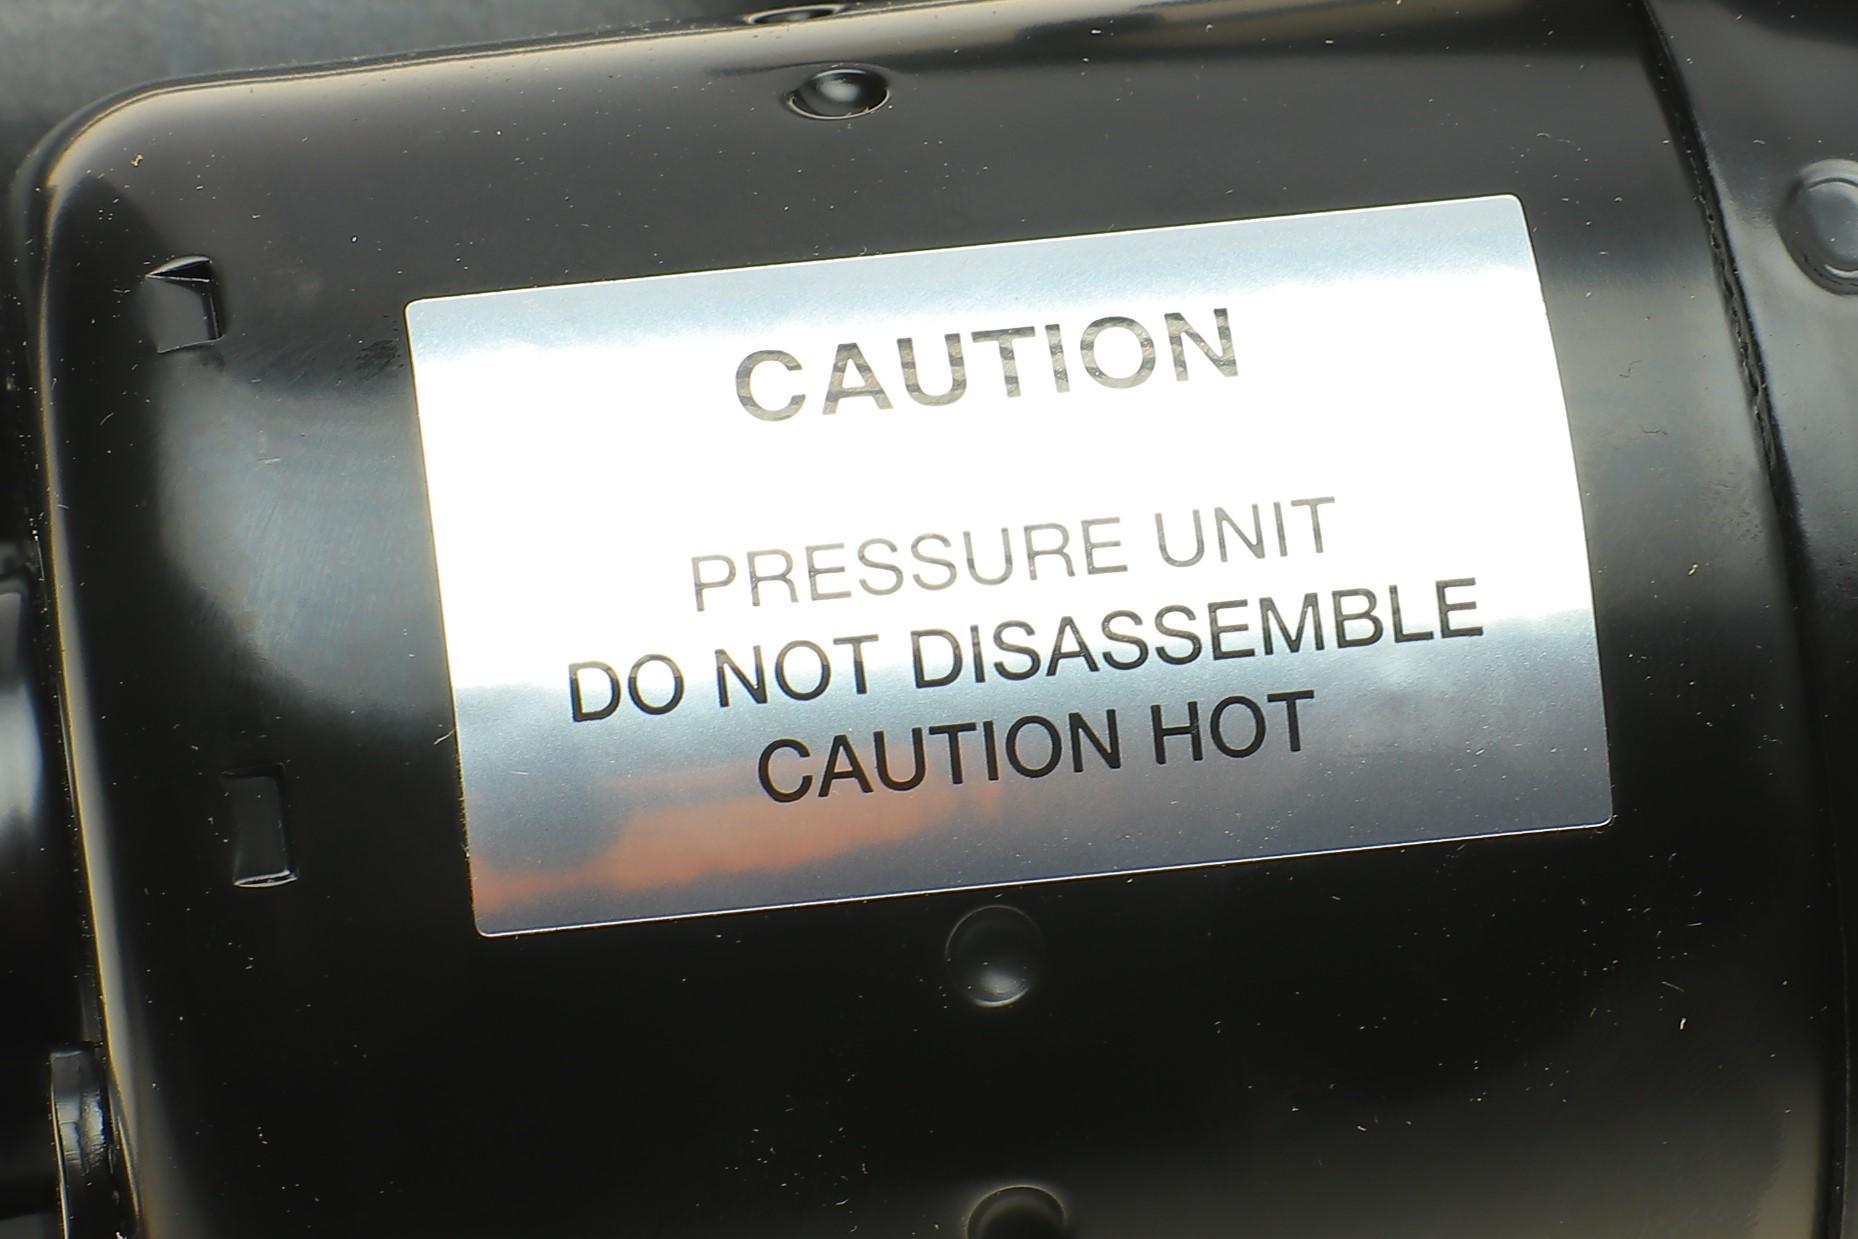 CAUTION
PRESSURE UNIT
DO NOT DISASSEMBLE
CAUTION HOT